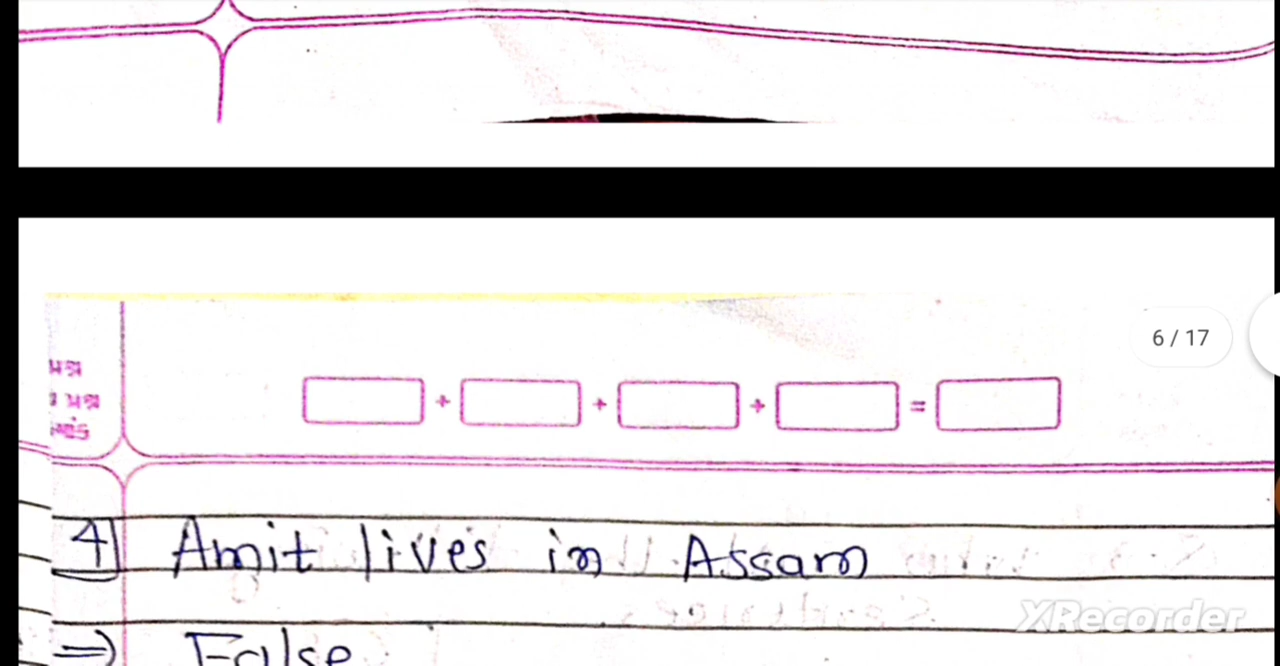 6 / 17
+ + + =
4] Amit lives in Assam
XRecorder
=> False